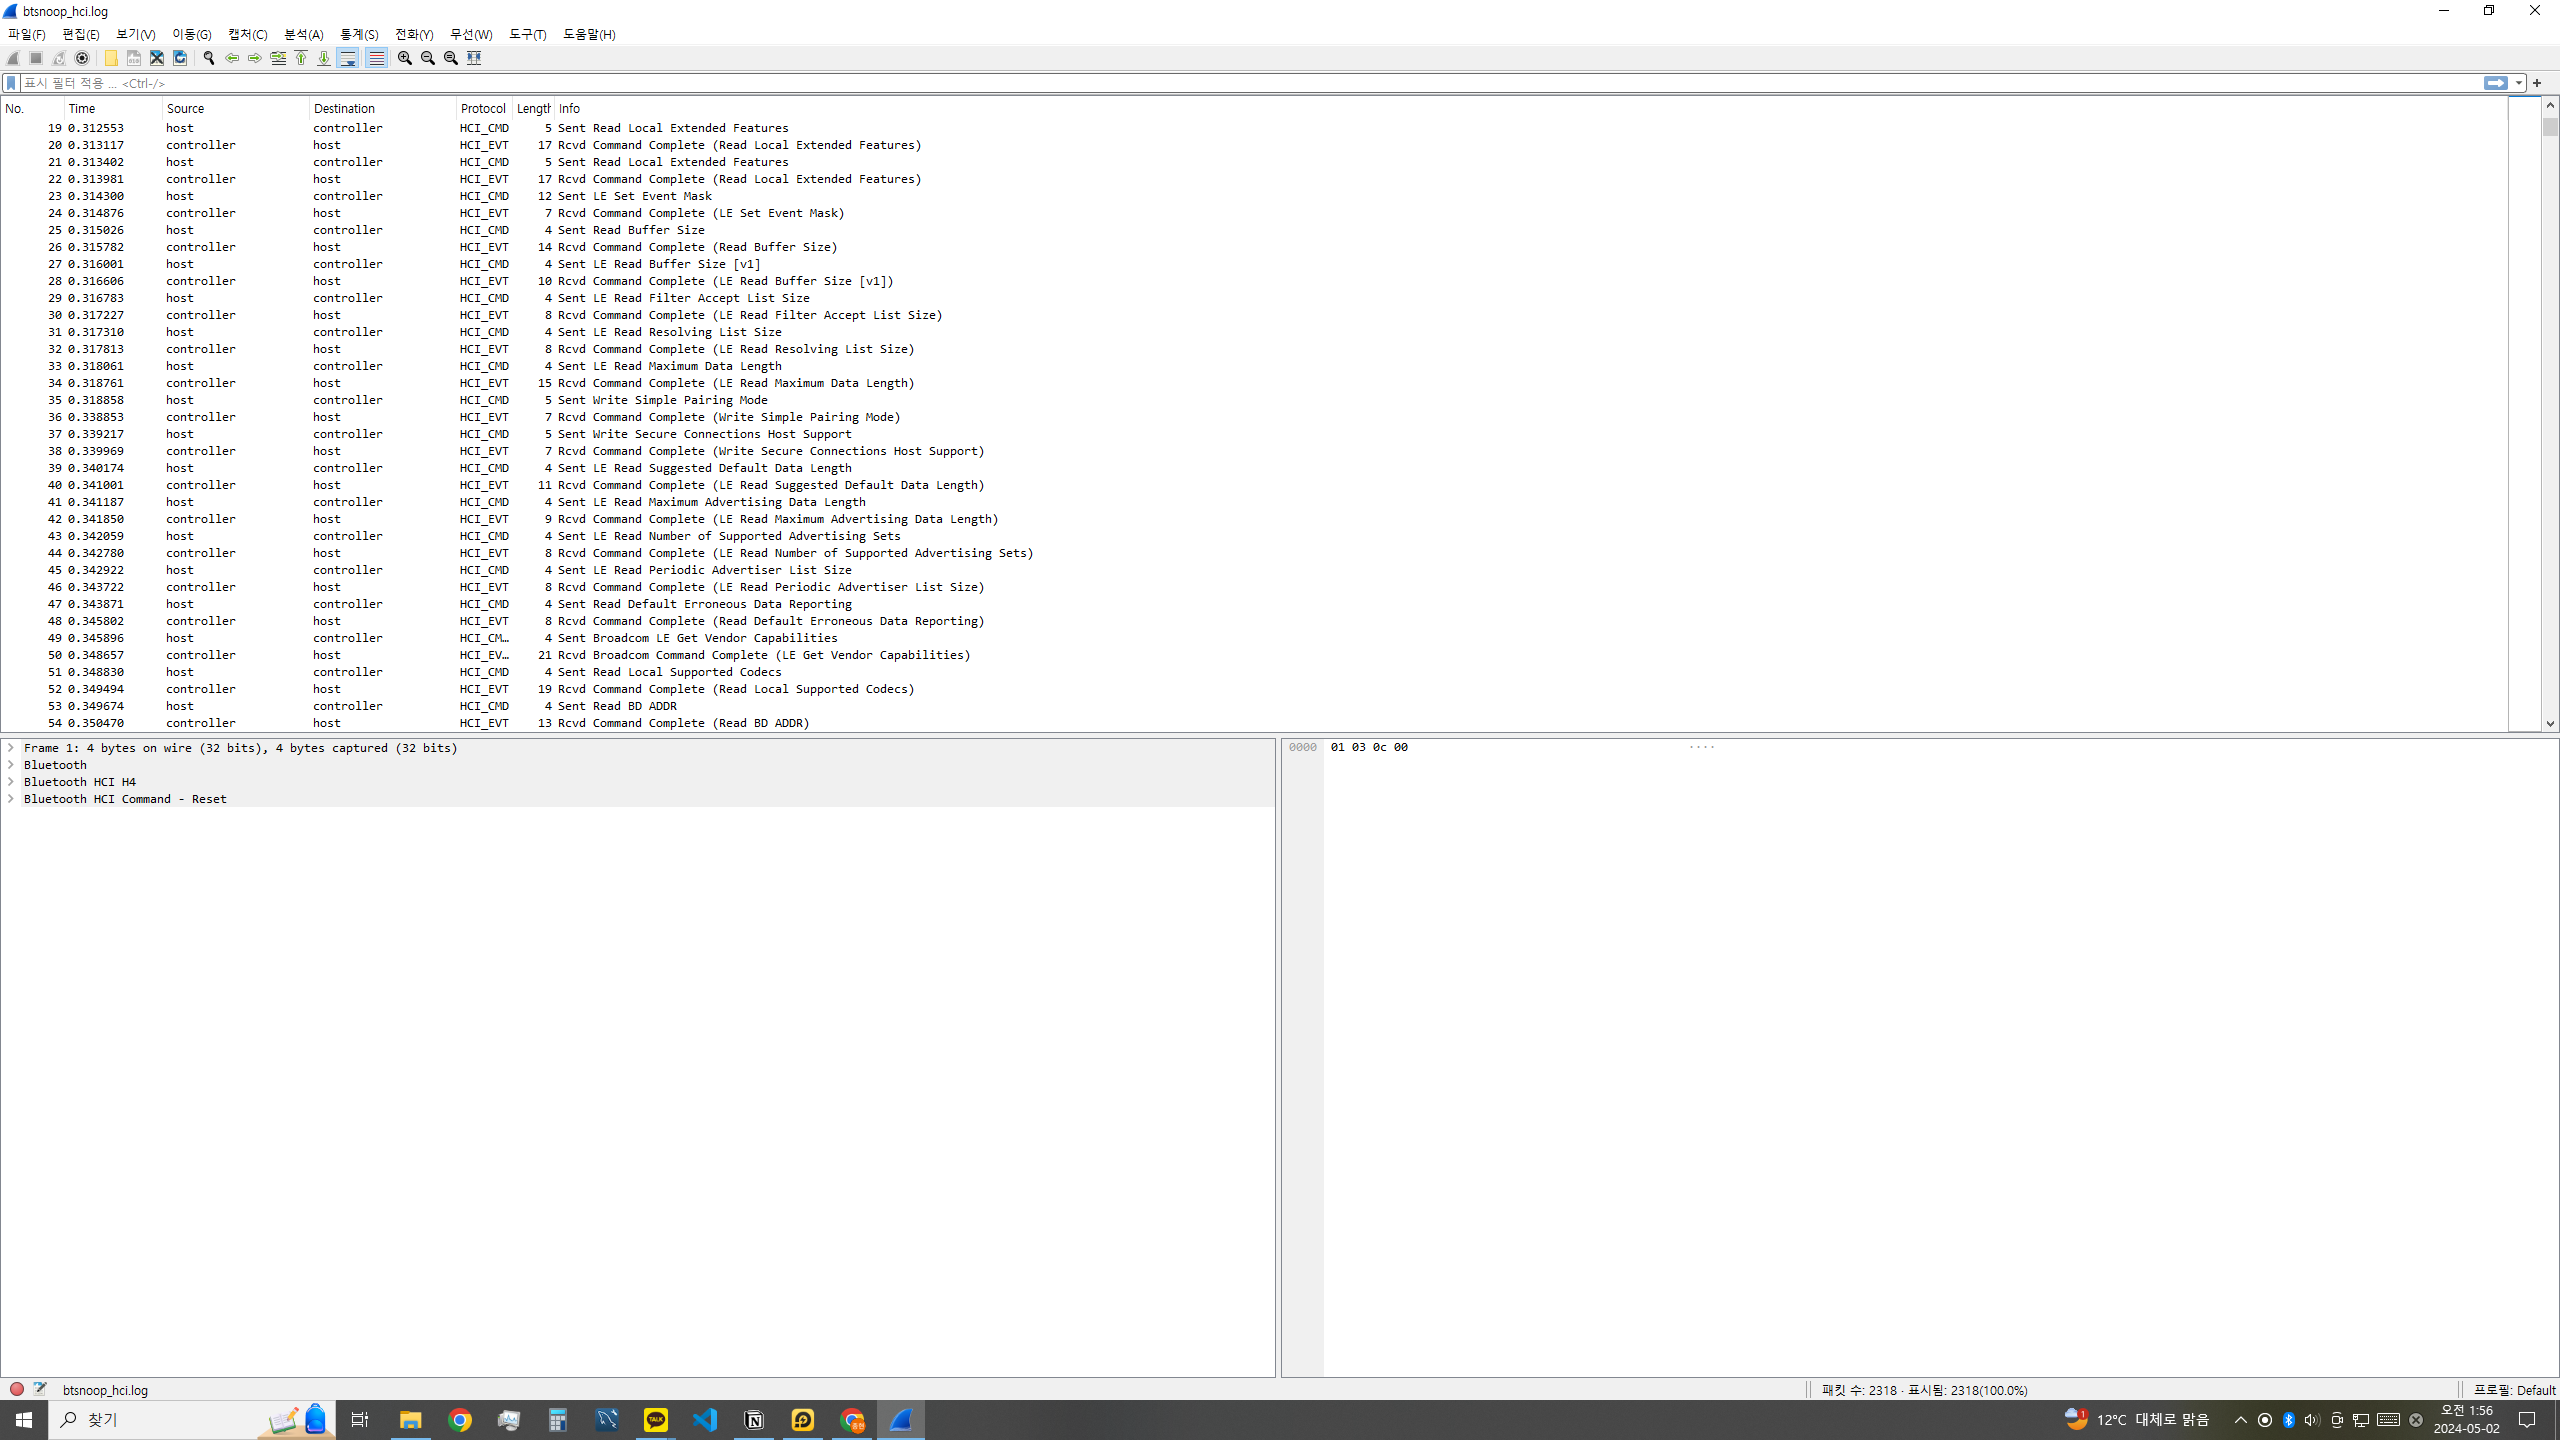 btsnoop_hci.log
파일(F) 편집(E) 보기(V) 이동(G) 캡처(C) 분석(A) 통계(S) 전화(Y) 무선(W) 도구(T) 도움말(H)
표시 필터 적용 ... <Ctrl-/>
No. Time Source Destination Protocol Length Info
19 0.312553 host controller HCI_CMD 5 Sent Read Local Extended Features
20 0.313117 controller host HCI_EVT 17 Rcvd Command Complete (Read Local Extended Features)
21 0.313402 host controller HCI_CMD 5 Sent Read Local Extended Features
22 0.313981 controller host HCI_EVT 17 Rcvd Command Complete (Read Local Extended Features)
23 0.314300 host controller HCI_CMD 12 Sent LE Set Event Mask
24 0.314876 controller host HCI_EVT 7 Rcvd Command Complete (LE Set Event Mask)
25 0.315026 host controller HCI_CMD 4 Sent Read Buffer Size
26 0.315782 controller host HCI_EVT 14 Rcvd Command Complete (Read Buffer Size)
27 0.316001 host controller HCI_CMD 4 Sent LE Read Buffer Size [v1]
28 0.316606 controller host HCI_EVT 10 Rcvd Command Complete (LE Read Buffer Size [v1])
29 0.316783 host controller HCI_CMD 4 Sent LE Read Filter Accept List Size
30 0.317227 controller host HCI_EVT 8 Rcvd Command Complete (LE Read Filter Accept List Size)
31 0.317310 host controller HCI_CMD 4 Sent LE Read Resolving List Size
32 0.317813 controller host HCI_EVT 8 Rcvd Command Complete (LE Read Resolving List Size)
33 0.318061 host controller HCI_CMD 4 Sent LE Read Maximum Data Length
34 0.318761 controller host HCI_EVT 15 Rcvd Command Complete (LE Read Maximum Data Length)
35 0.318858 host controller HCI_CMD 5 Sent Write Simple Pairing Mode
36 0.338853 controller host HCI_EVT 7 Rcvd Command Complete (Write Simple Pairing Mode)
37 0.339217 host controller HCI_CMD 5 Sent Write Secure Connections Host Support
38 0.339969 controller host HCI_EVT 7 Rcvd Command Complete (Write Secure Connections Host Support)
39 0.340174 host controller HCI_CMD 4 Sent LE Read Suggested Default Data Length
40 0.341001 controller host HCI_EVT 11 Rcvd Command Complete (LE Read Suggested Default Data Length)
41 0.341187 host controller HCI_CMD 4 Sent LE Read Maximum Advertising Data Length
42 0.341850 controller host HCI_EVT 9 Rcvd Command Complete (LE Read Maximum Advertising Data Length)
43 0.342059 host controller HCI_CMD 4 Sent LE Read Number of Supported Advertising Sets
44 0.342780 controller host HCI_EVT 8 Rcvd Command Complete (LE Read Number of Supported Advertising Sets)
45 0.342922 host controller HCI_CMD 4 Sent LE Read Periodic Advertiser List Size
46 0.343722 controller host HCI_EVT 8 Rcvd Command Complete (LE Read Periodic Advertiser List Size)
47 0.343871 host controller HCI_CMD 4 Sent Read Default Erroneous Data Reporting
48 0.345802 controller host HCI_EVT 8 Rcvd Command Complete (Read Default Erroneous Data Reporting)
49 0.345896 host controller HCI_CM… 4 Sent Broadcom LE Get Vendor Capabilities
50 0.348657 controller host HCI_EV… 21 Rcvd Broadcom Command Complete (LE Get Vendor Capabilities)
51 0.348830 host controller HCI_CMD 4 Sent Read Local Supported Codecs
52 0.349494 controller host HCI_EVT 19 Rcvd Command Complete (Read Local Supported Codecs)
53 0.349674 host controller HCI_CMD 4 Sent Read BD ADDR
54 0.350470 controller host HCI_EVT 13 Rcvd Command Complete (Read BD ADDR)
Frame 1: 4 bytes on wire (32 bits), 4 bytes captured (32 bits)
Bluetooth
Bluetooth HCI H4
Bluetooth HCI Command - Reset
0000 01 03 0c 00 ····
btsnoop_hci.log 패킷 수: 2318 · 표시됨: 2318(100.0%) 프로필: Default
찾기 12°C 대체로 맑음 오전 1:56
2024-05-02